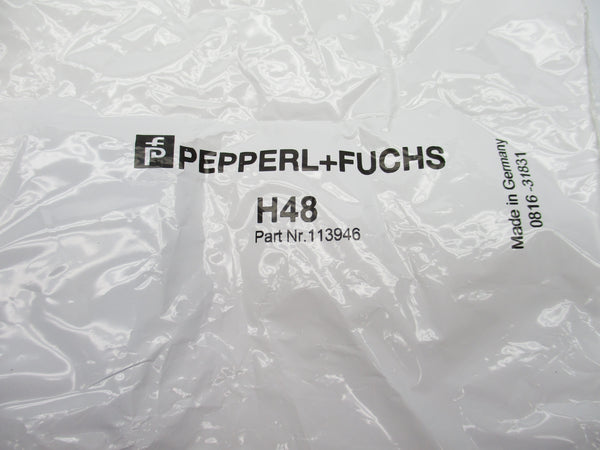 PEPPERL+FUCHS
H48
Part Nr.113946
Made in Germany
0816-31831